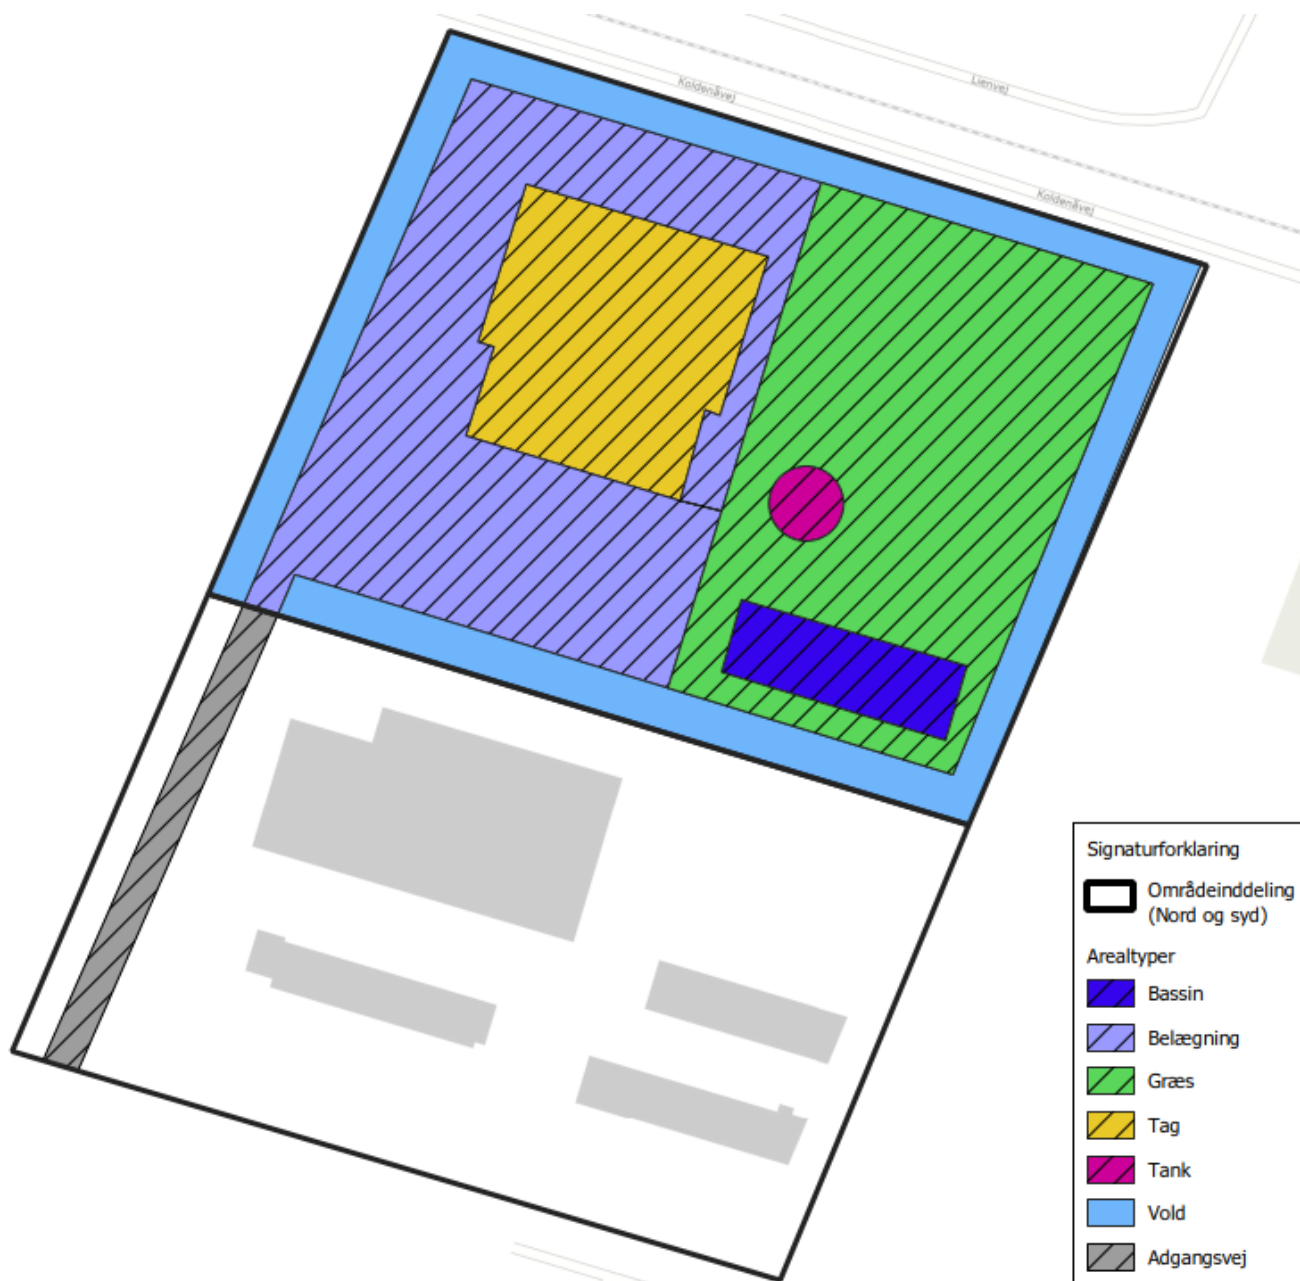 Lienvej
Koldenåvej
Koldenåvej
Signaturforklaring
Områdeinddeling
(Nord og syd)
Arealtyper
Bassin
Belægning
Græs
Tag
Tank
Vold
Adgangsvej